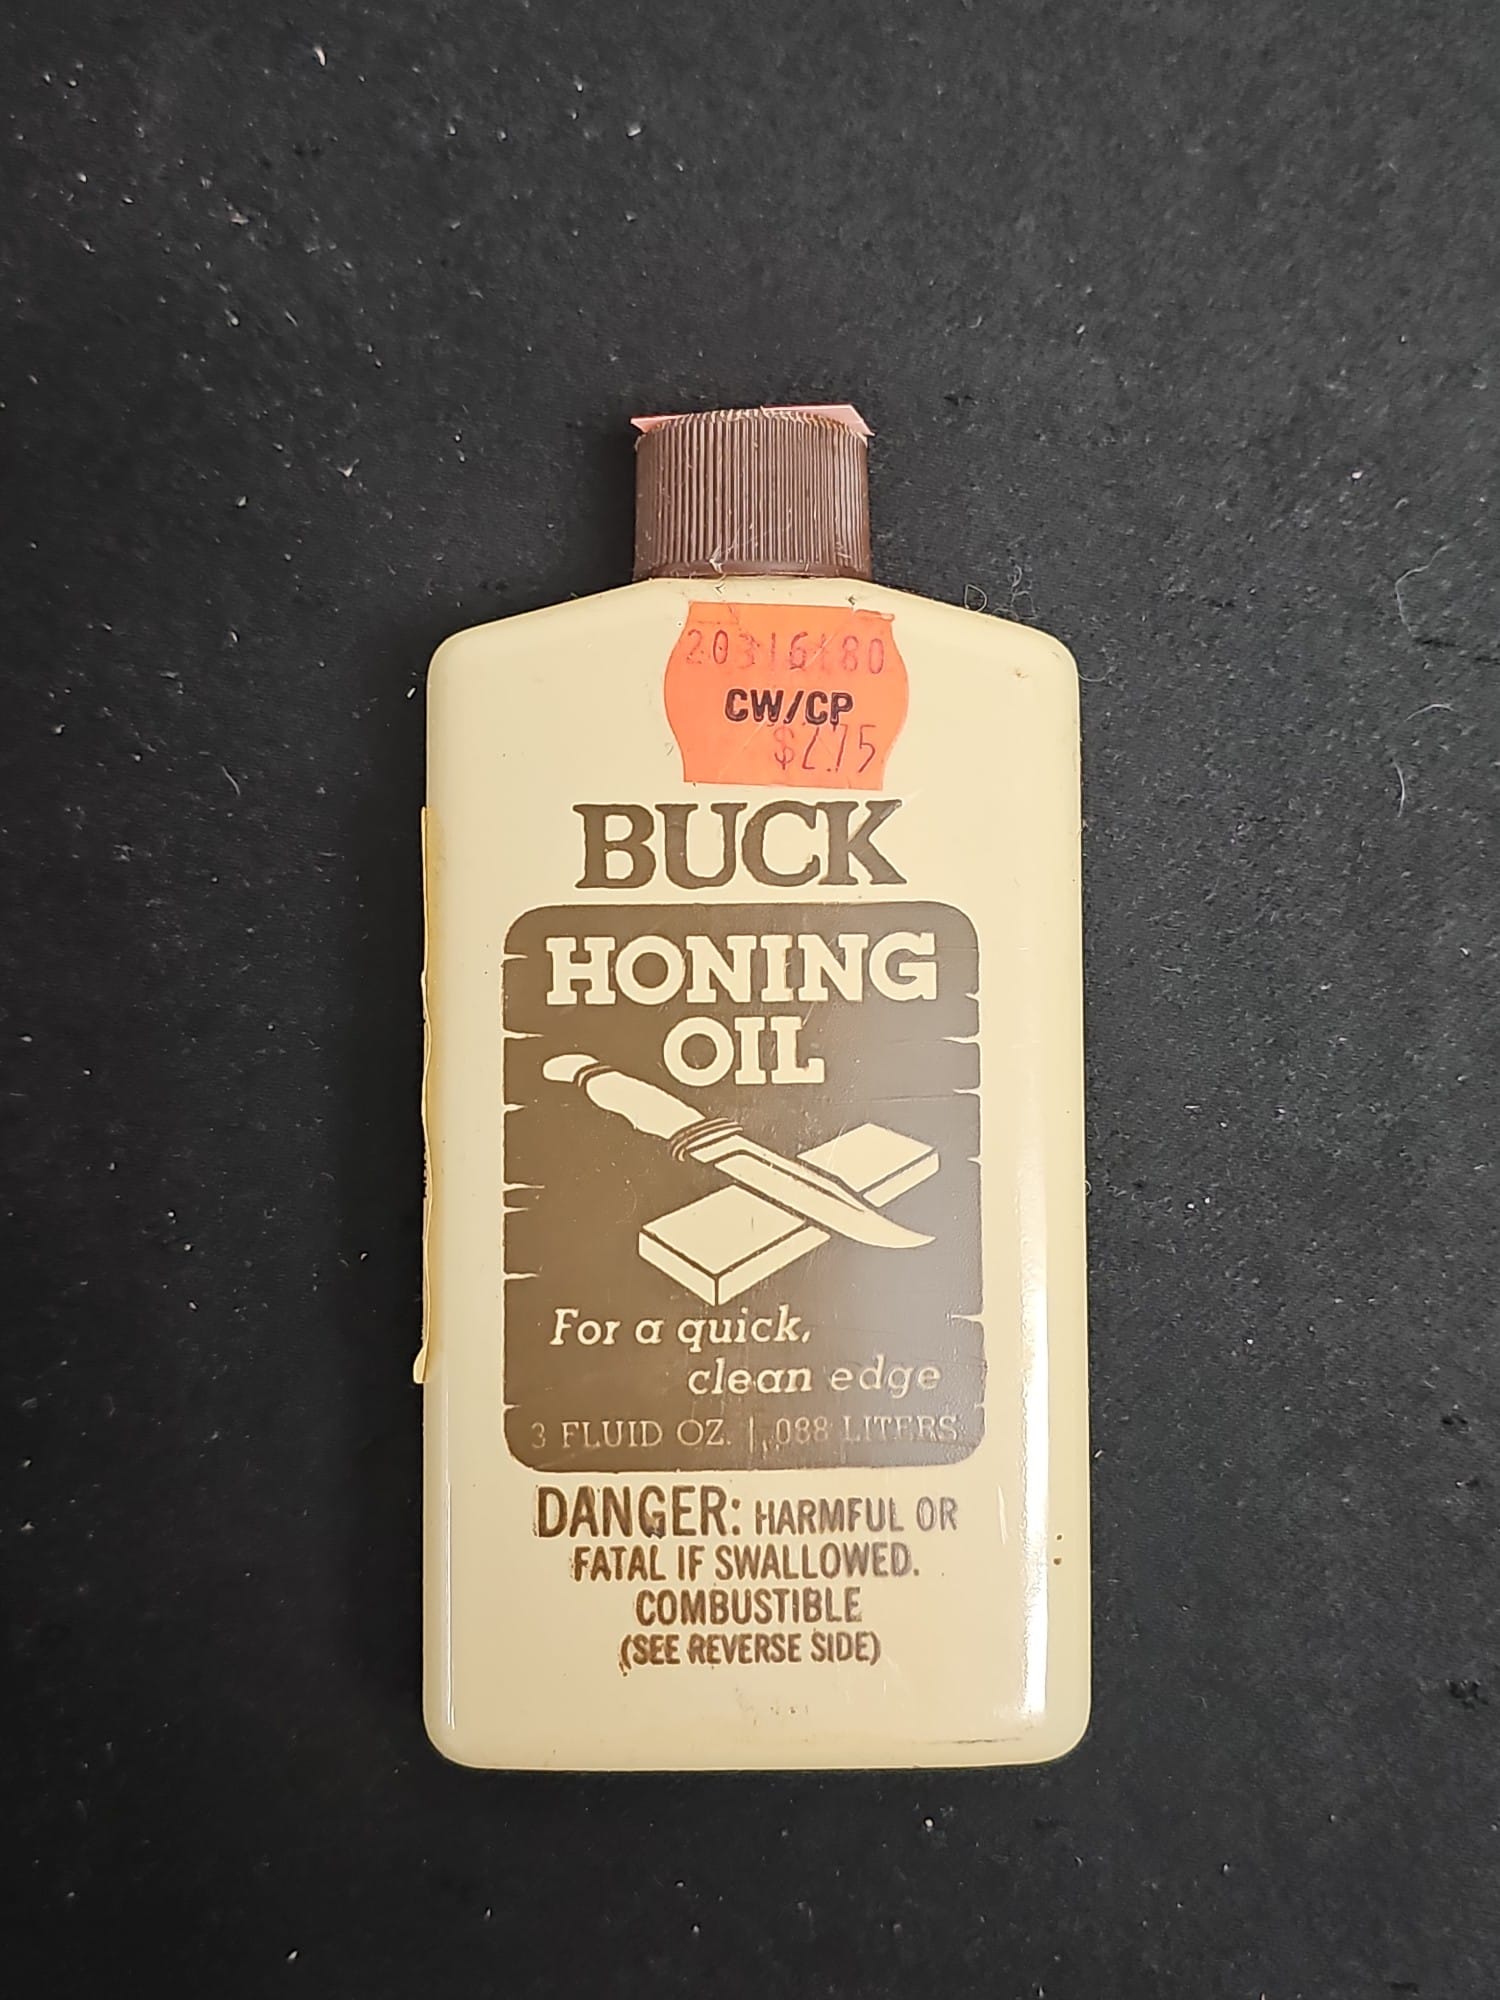 20316180
CW/CP
$2.75
BUCK
HONING
OIL
For a quick,
clean edge
3 FLUID OZ. | .088 LITERS
DANGER: HARMFUL OR
FATAL IF SWALLOWED.
COMBUSTIBLE
(SEE REVERSE SIDE)